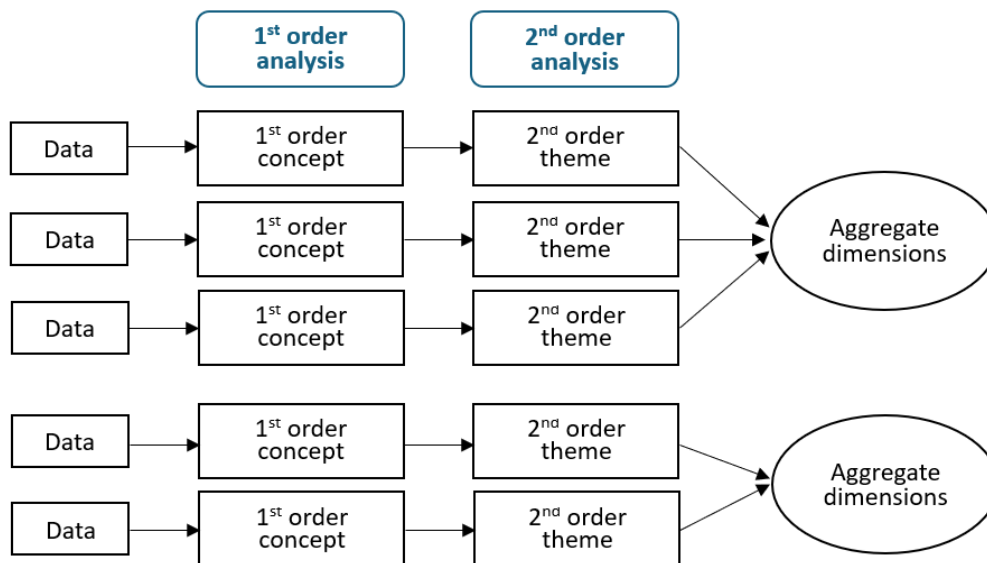 1st order
analysis
2nd order
analysis
Data
1st order
concept
2nd order
theme
Data
1st order
concept
2nd order
theme
Aggregate
dimensions
Data
1st order
concept
2nd order
theme
Data
1st order
concept
2nd order
theme
Aggregate
dimensions
Data
1st order
concept
2nd order
theme